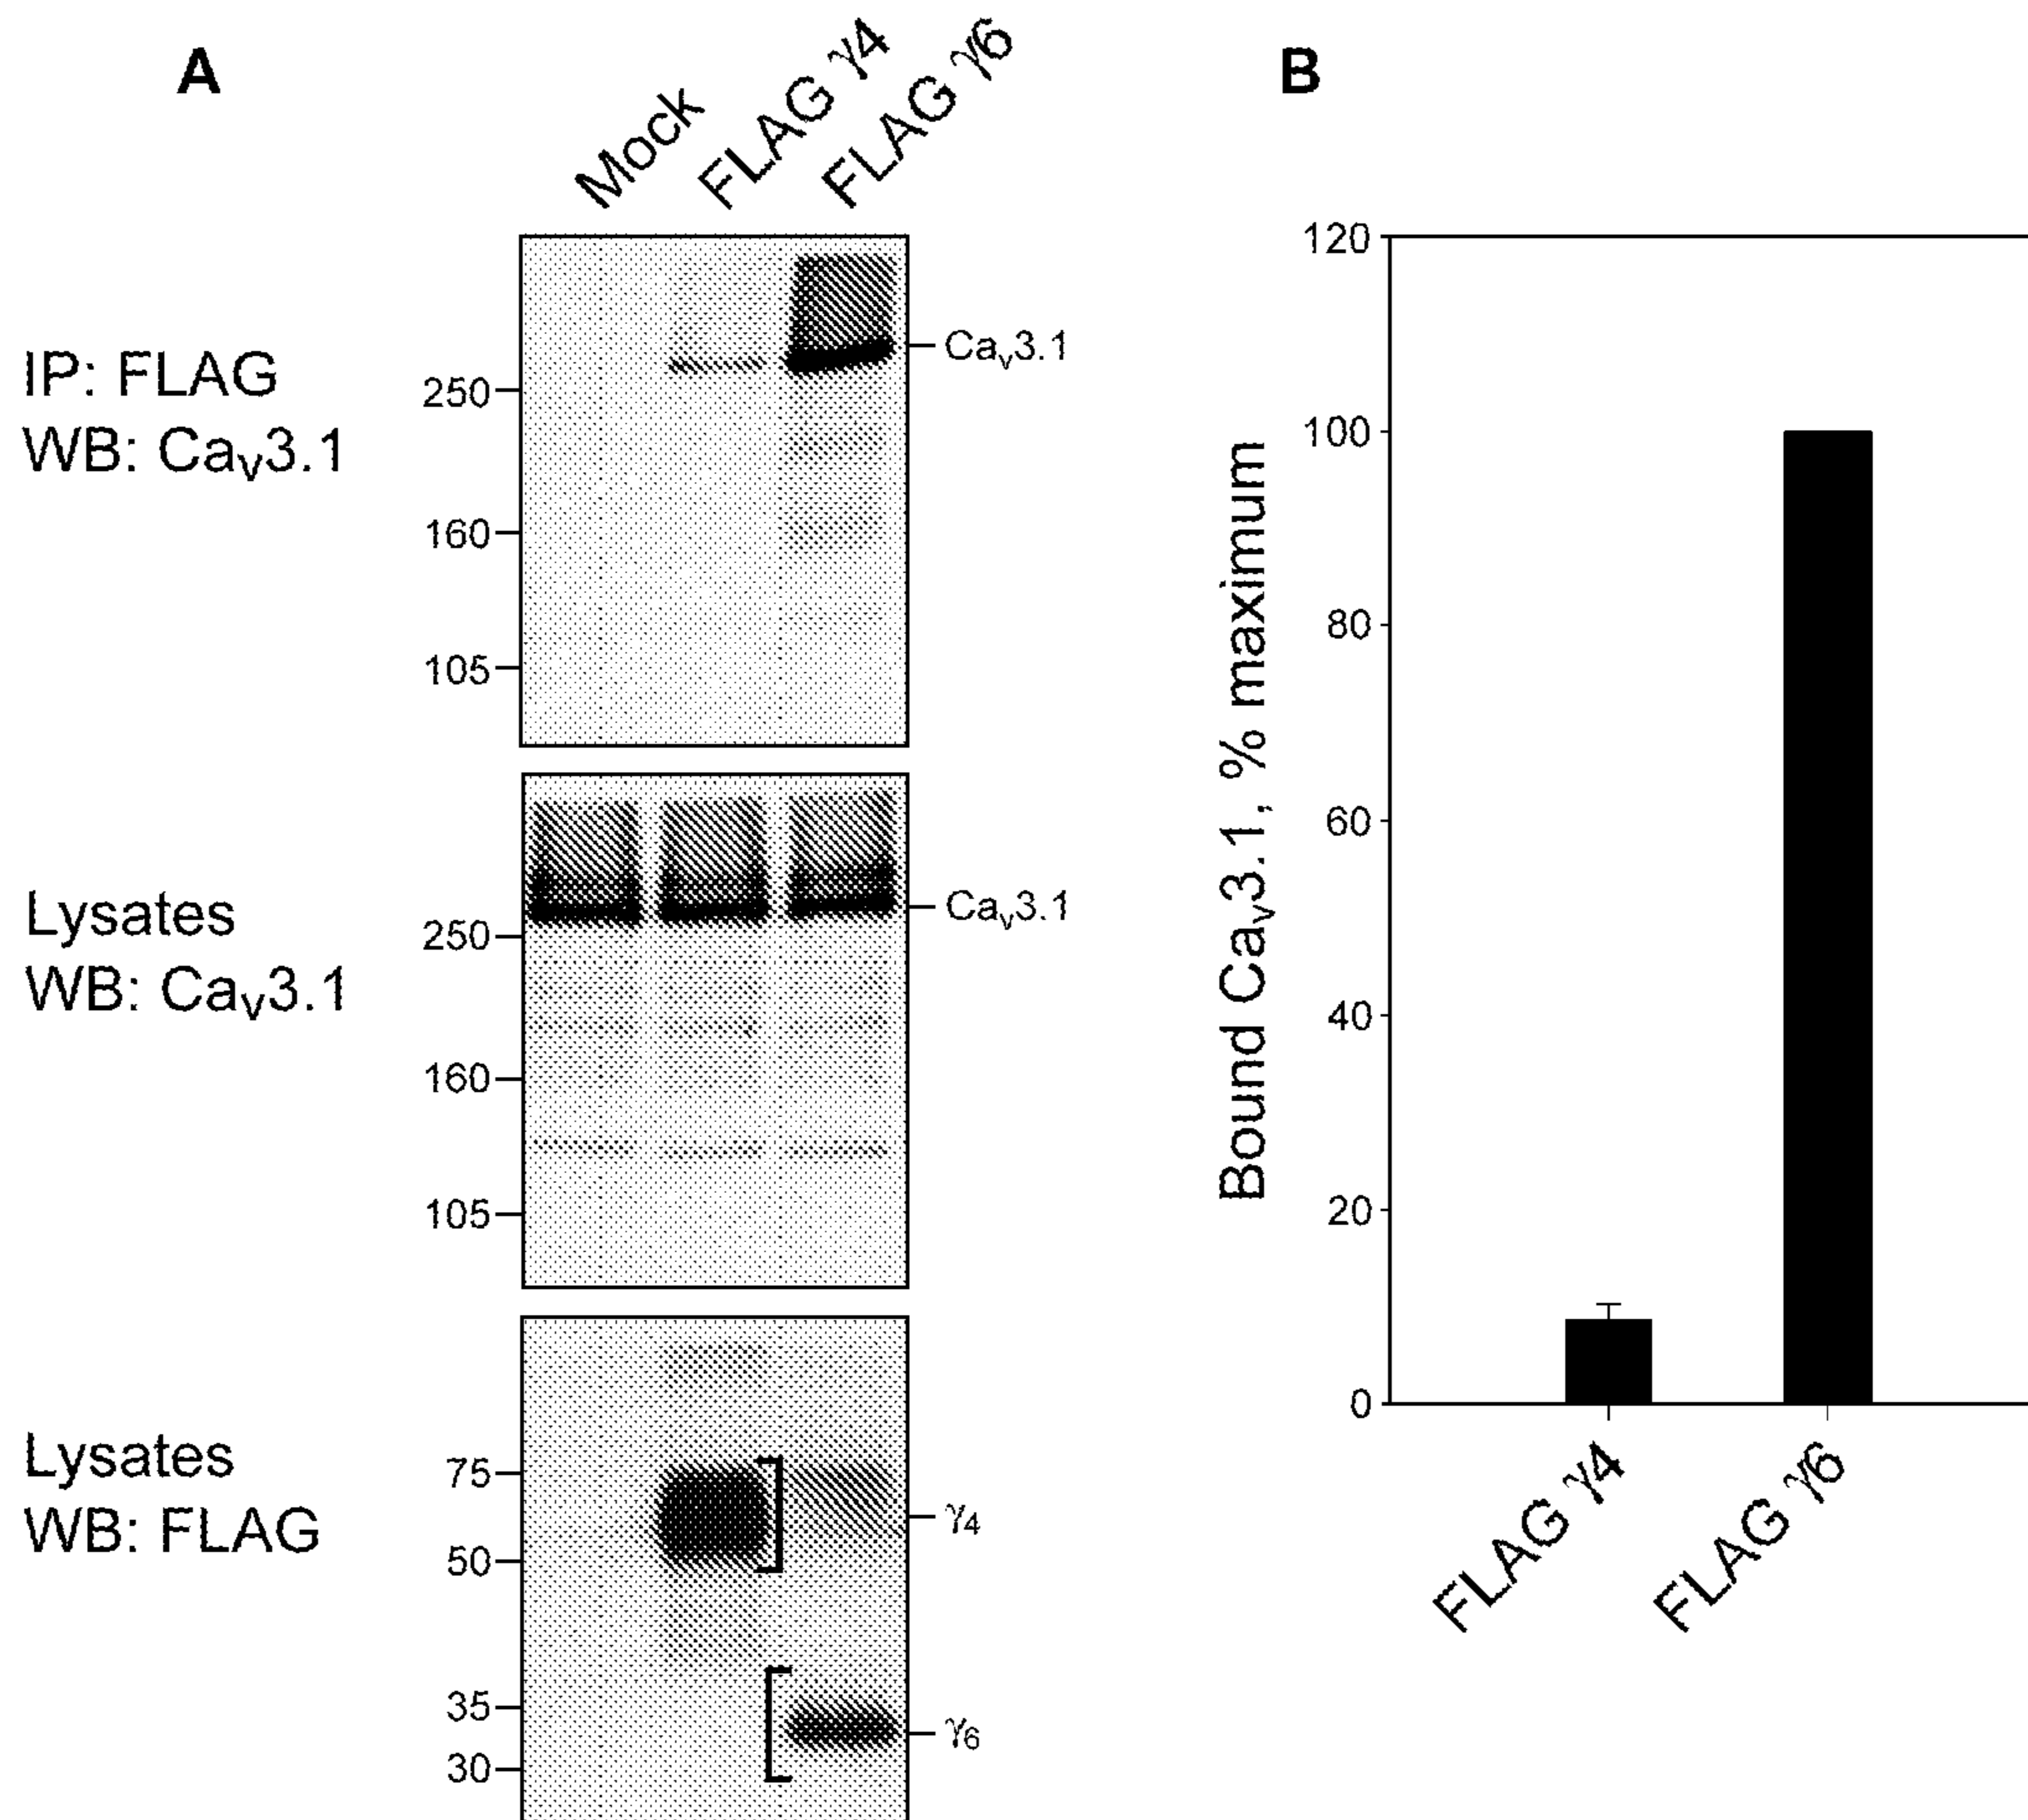 A
Mock
FLAG γ4
FLAG γ6
IP: FLAG
WB: Cav3.1
250
160
105
Cav3.1
Lysates
WB: Cav3.1
250
160
105
Cav3.1
Lysates
WB: FLAG
75
50
35
30
γ4
γ6
B
Bound Cav3.1, % maximum
120
100
80
60
40
20
0
FLAG γ4
FLAG γ6